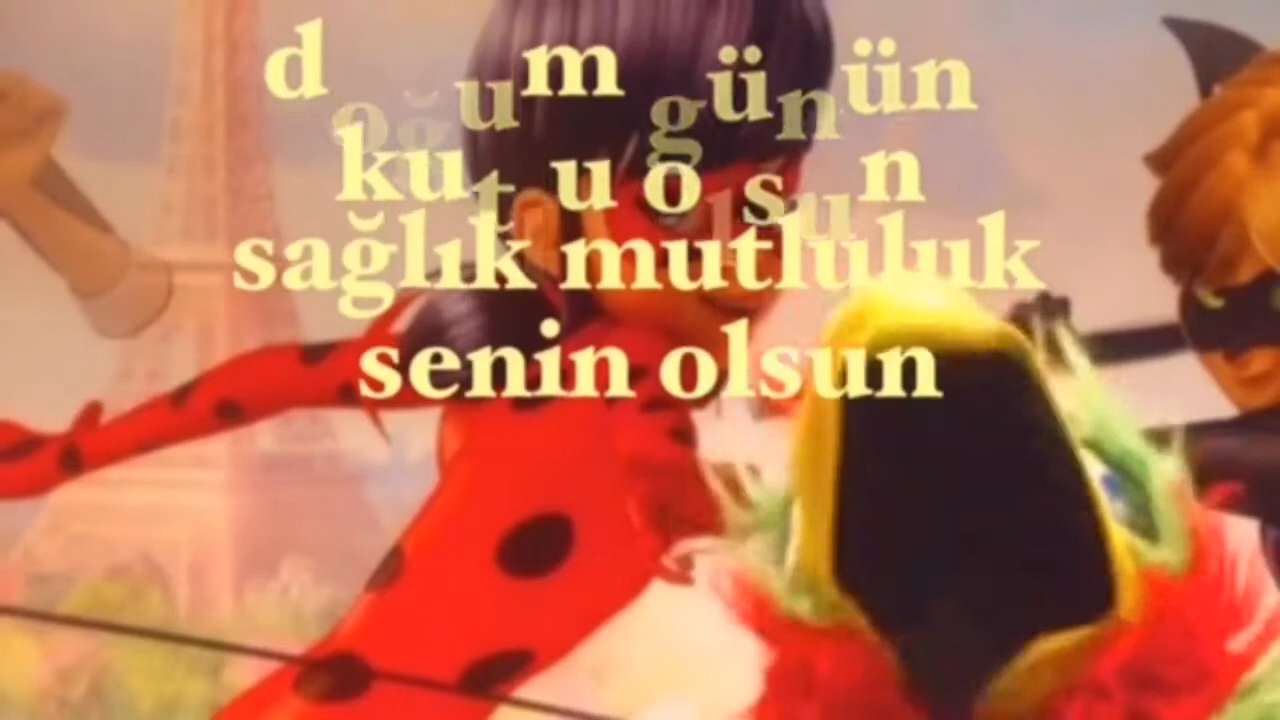 doğum günün
kutlu olsun
sağlık mutluluk
senin olsun